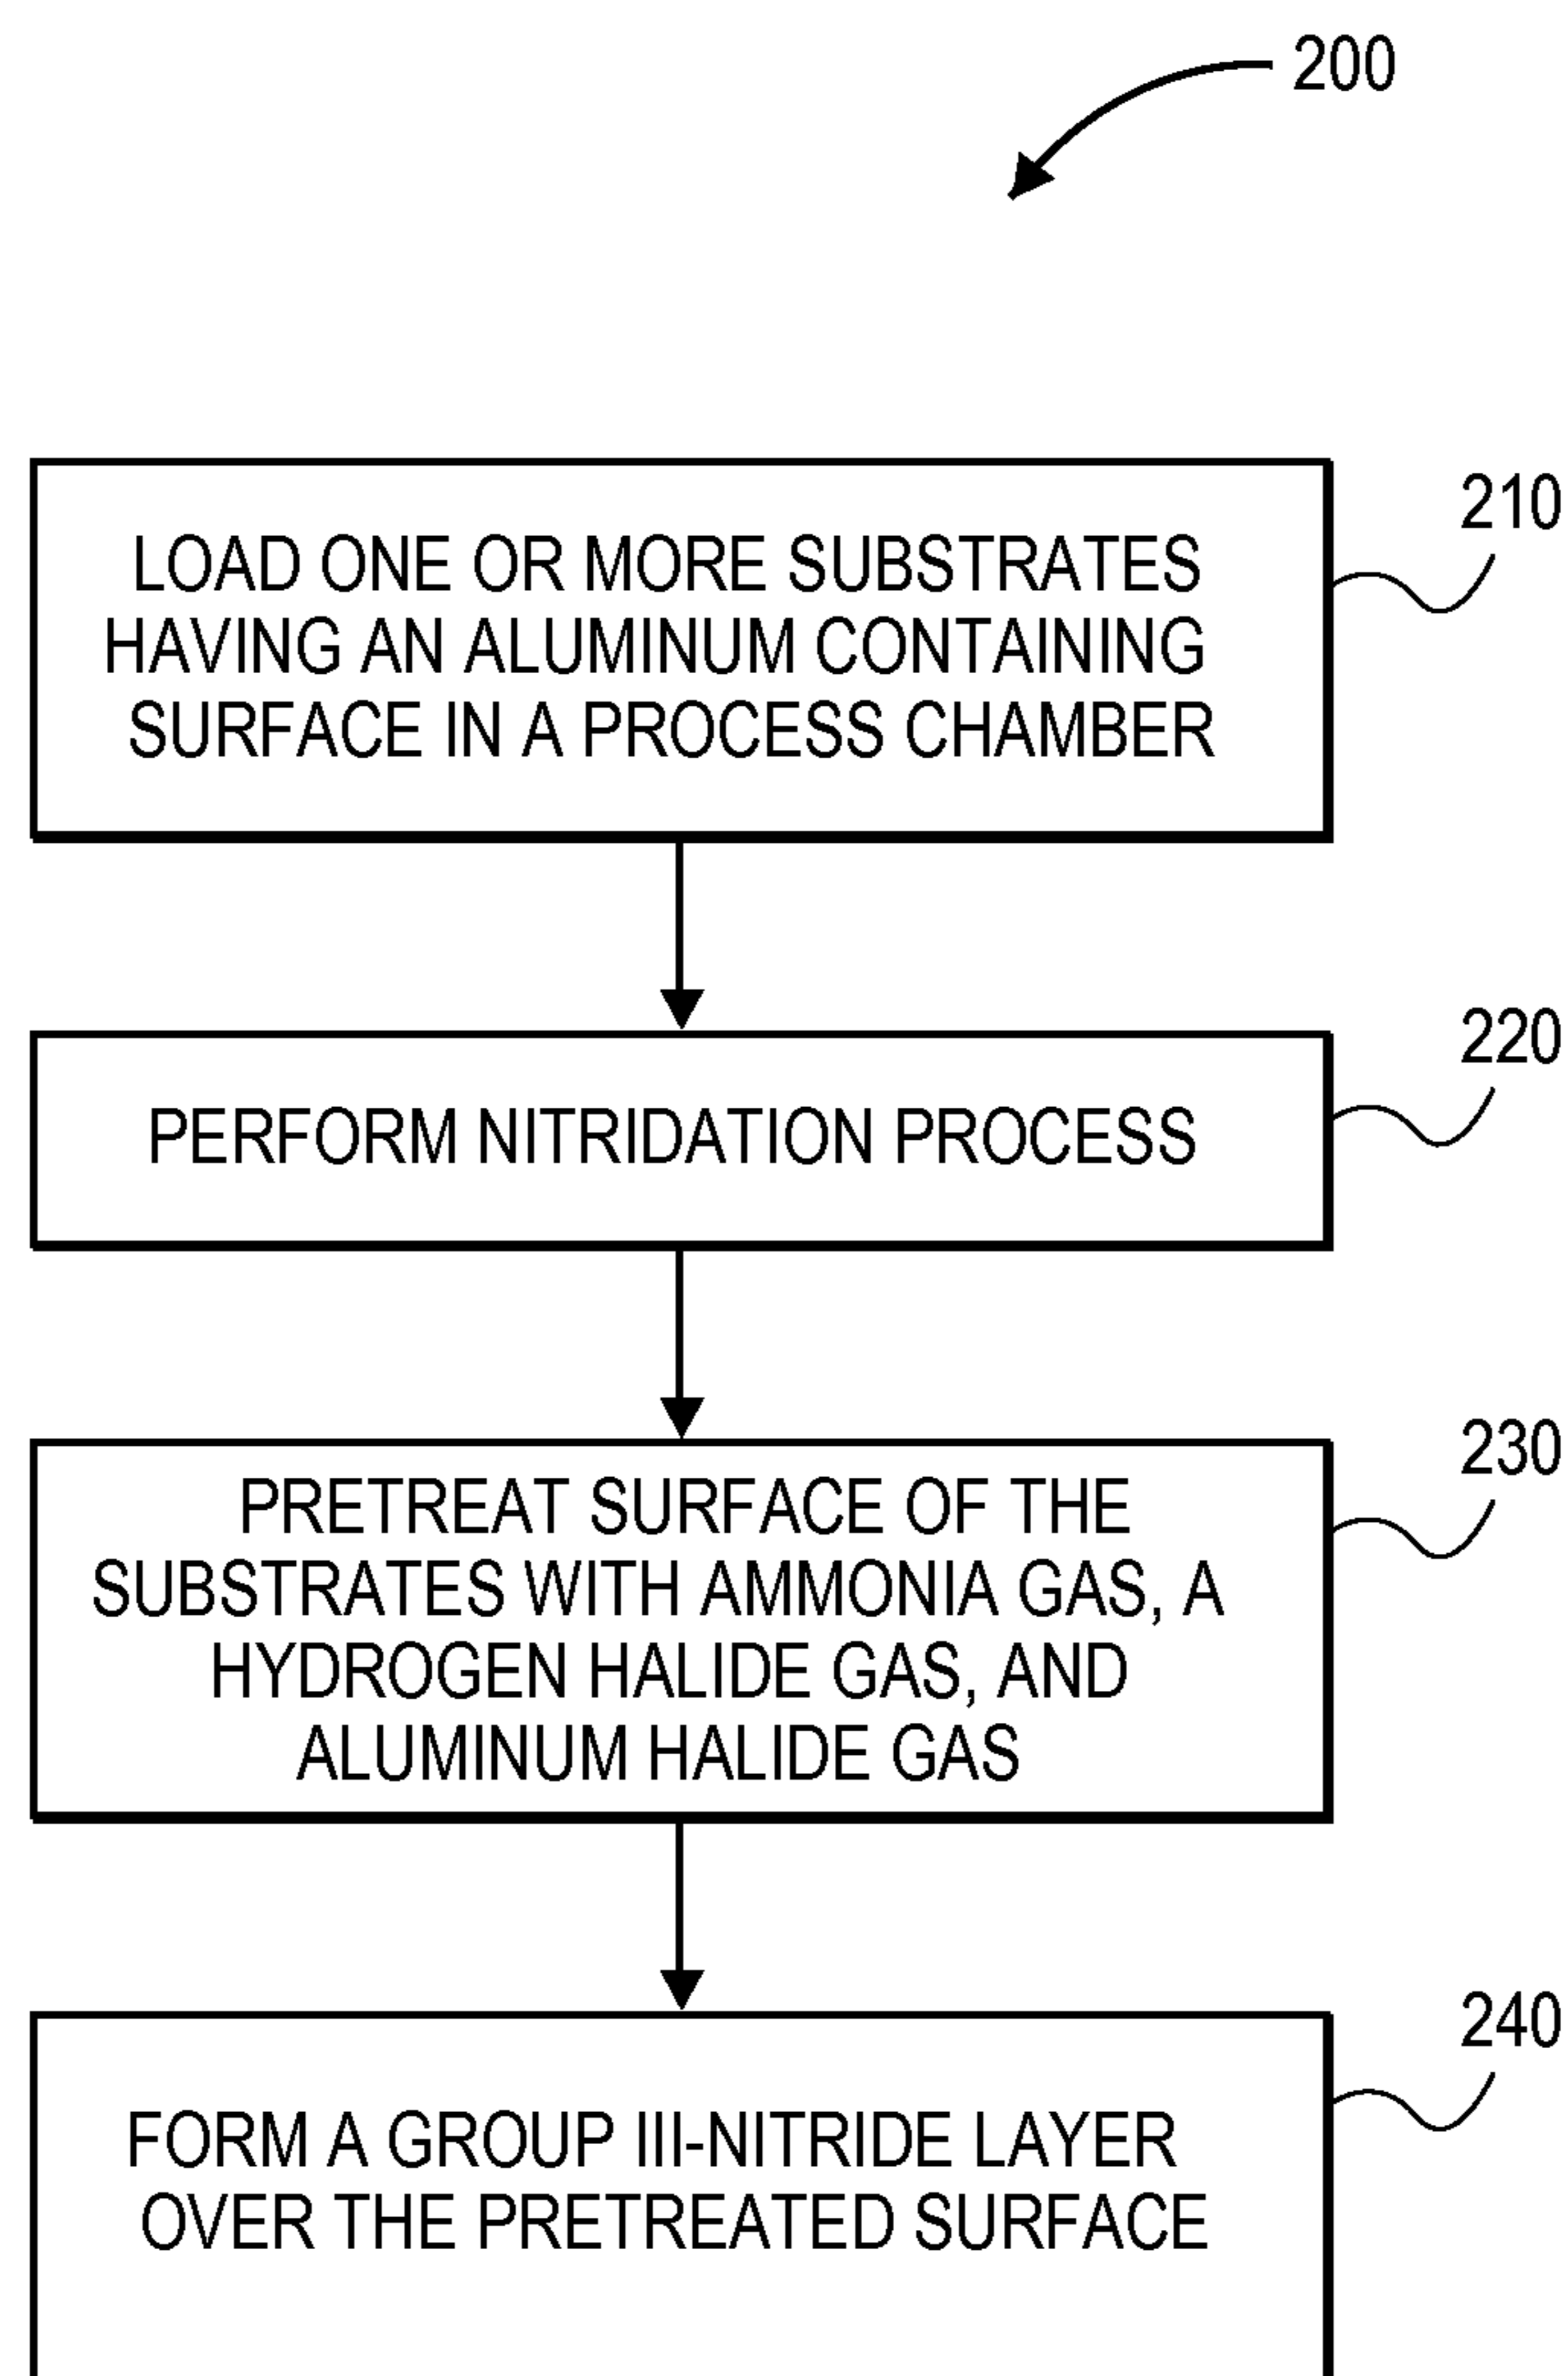 200
210
LOAD ONE OR MORE SUBSTRATES
HAVING AN ALUMINUM CONTAINING
SURFACE IN A PROCESS CHAMBER
220
PERFORM NITRIDATION PROCESS
230
PRETREAT SURFACE OF THE
SUBSTRATES WITH AMMONIA GAS, A
HYDROGEN HALIDE GAS, AND
ALUMINUM HALIDE GAS
240
FORM A GROUP III-NITRIDE LAYER
OVER THE PRETREATED SURFACE